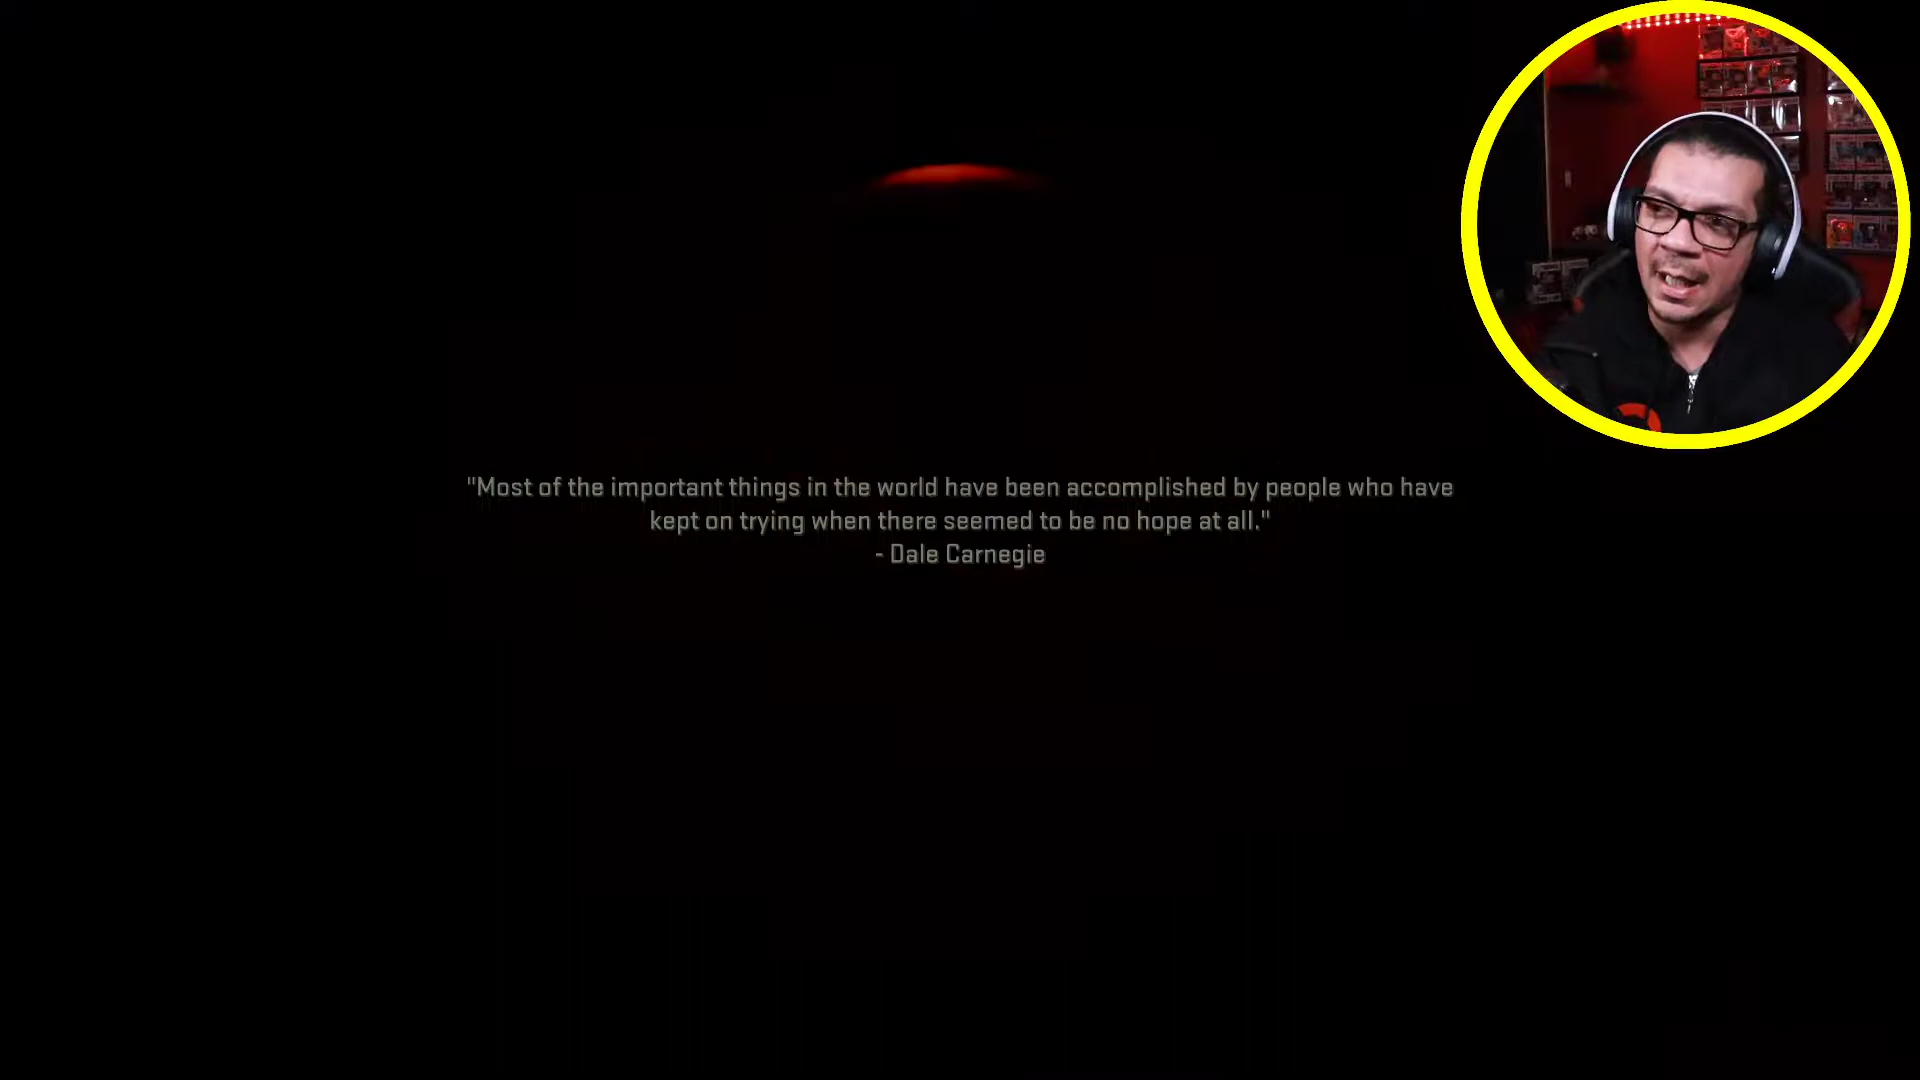 "Most of the important things in the world have been accomplished by people who have
kept on trying when there seemed to be no hope at all."
- Dale Carnegie